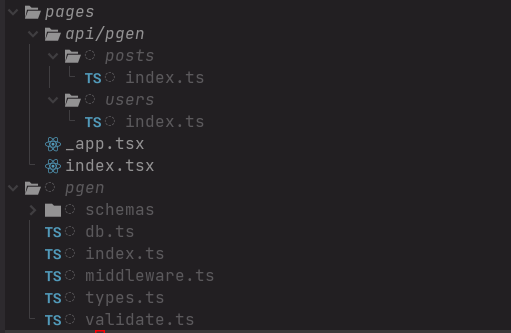 pages
api/pgen
posts
TS index.ts
users
TS index.ts
_app.tsx
index.tsx
pgen
schemas
TS db.ts
TS index.ts
TS middleware.ts
TS types.ts
TS validate.ts